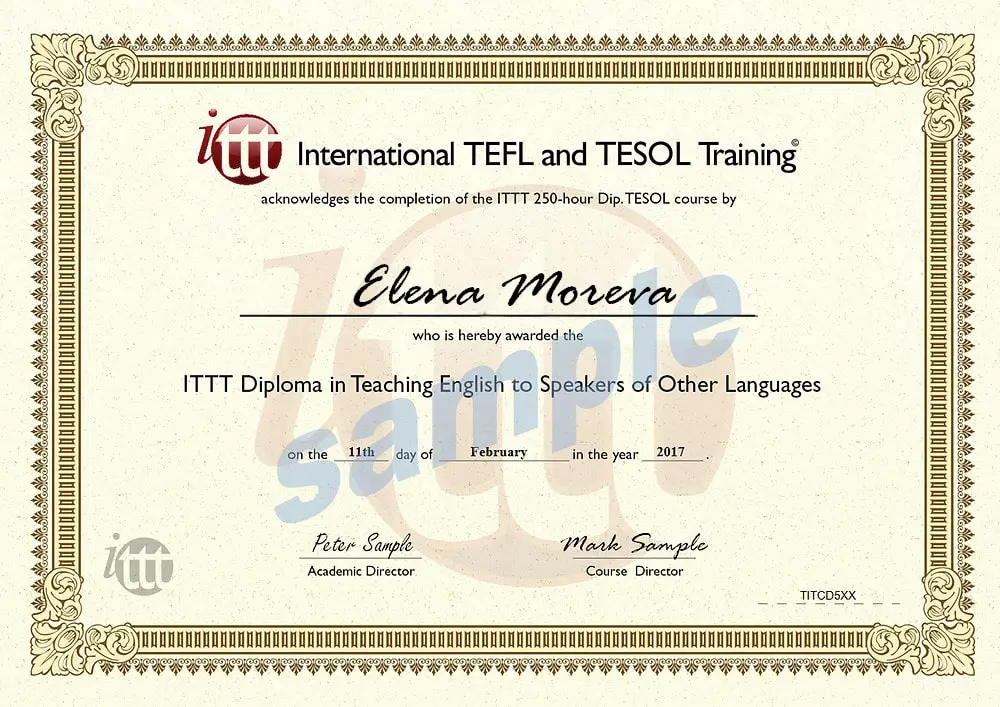 ittt International TEFL and TESOL Training©
acknowledges the completion of the ITTT 250-hour Dip.TESOL course by
Elena Moreva
who is hereby awarded the
ITTT Diploma in Teaching English to Speakers of Other Languages
sample
on the 11th day of February in the year 2017.
Peter Sample Mark Sample
Academic Director Course Director
ittt
TITCD5XX